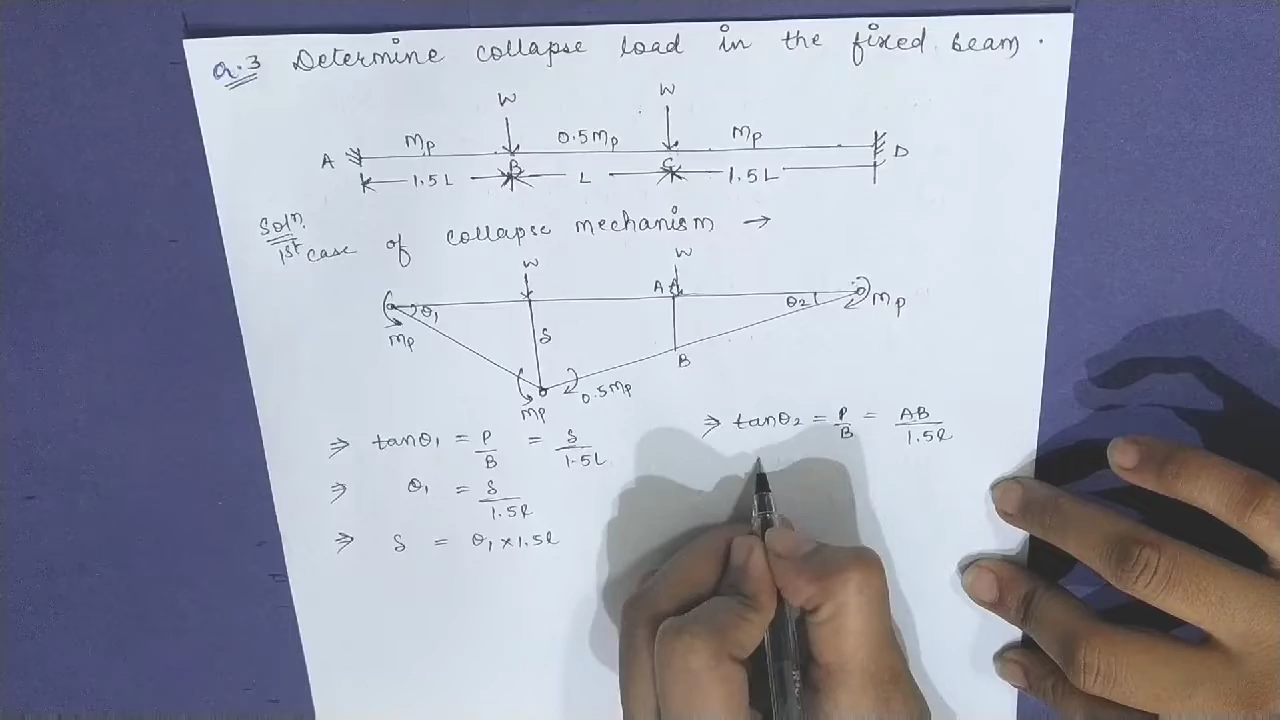 Q.3 Determine collapse load in the fixed beam.
W W
A Mp 0.5Mp Mp D
B C
1.5L L 1.5L
Solⁿ.
1st case of collapse mechanism →
W W
θ1 A θ2 Mp
Mp δ B
Mp 0.5Mp
⇒ tanθ1 = P/B = δ/1.5L
⇒ θ1 = δ/1.5l
⇒ δ = θ1 × 1.5l
⇒ tanθ2 = P/B = AB/1.5l